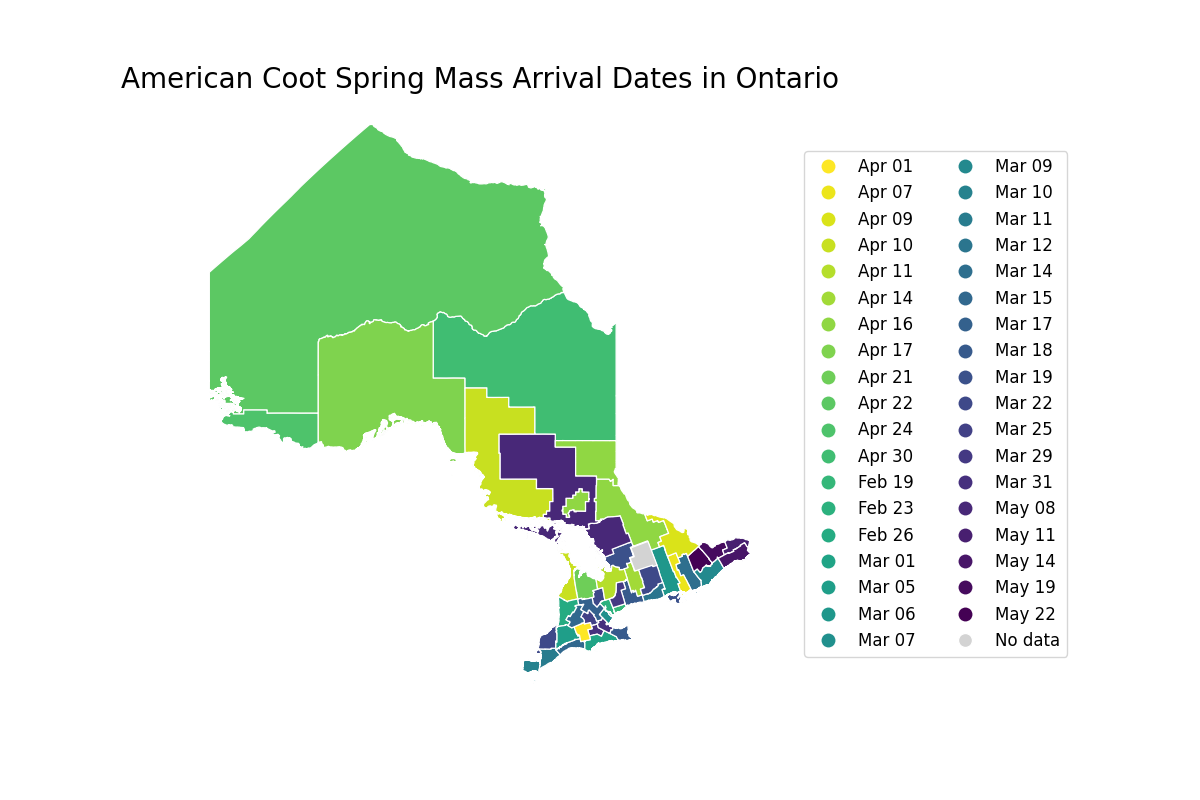 American Coot Spring Mass Arrival Dates in Ontario
Apr 01
Apr 07
Apr 09
Apr 10
Apr 11
Apr 14
Apr 16
Apr 17
Apr 21
Apr 22
Apr 24
Apr 30
Feb 19
Feb 23
Feb 26
Mar 01
Mar 05
Mar 06
Mar 07
Mar 09
Mar 10
Mar 11
Mar 12
Mar 14
Mar 15
Mar 17
Mar 18
Mar 19
Mar 22
Mar 25
Mar 29
Mar 31
May 08
May 11
May 14
May 19
May 22
No data